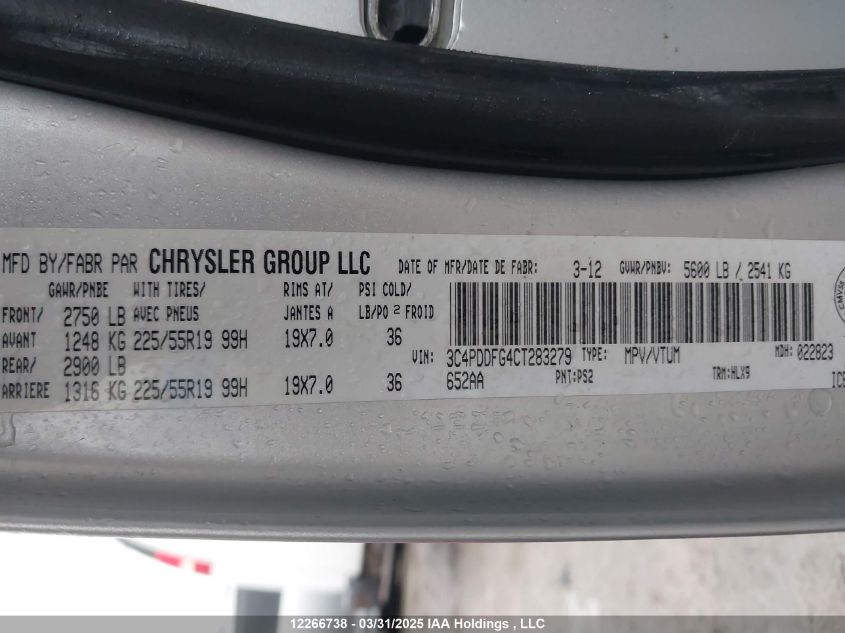 MFD BY/FABR PAR CHRYSLER GROUP LLC DATE OF MFR/DATE DE FABR: 3-12 GVWR/PNBV: 5600 LB / 2541 KG
GAWR/PNBE WITH TIRES/ RIMS AT/ PSI COLD/
FRONT/ 2750 LB AVEC PNEUS JANTES A LB/PO 2 FROID
AVANT 1248 KG 225/55R19 99H 19X7.0 36
REAR/ 2900 LB VIN: 3C4PDDFG4CT283279 TYPE: MPV/VTUM MDH: 022823
ARRIERE 1316 KG 225/55R19 99H 19X7.0 36 652AA PNT:PS2 TRM:HLX9 ICE
CMVSS
12266738 - 03/31/2025 IAA Holdings , LLC